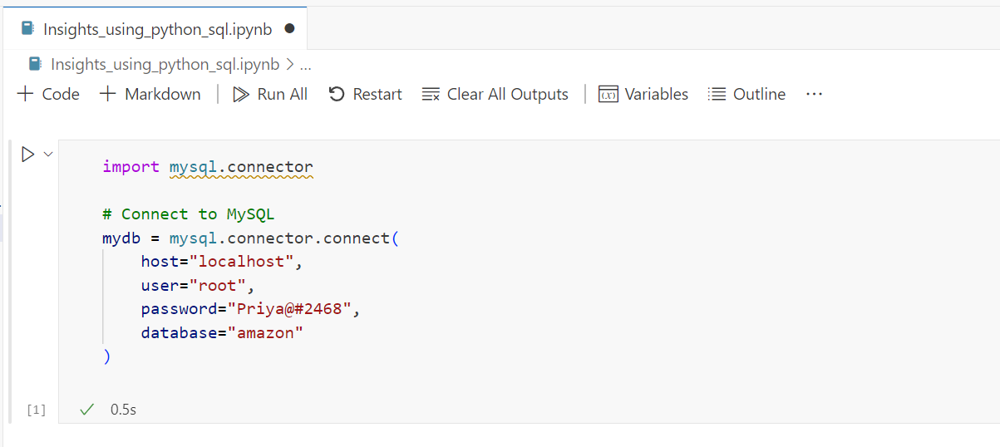 Insights_using_python_sql.ipynb
Insights_using_python_sql.ipynb > ...
+ Code + Markdown | Run All Restart Clear All Outputs | Variables Outline ...
import mysql.connector
# Connect to MySQL
mydb = mysql.connector.connect(
    host="localhost",
    user="root",
    password="Priya@#2468",
    database="amazon"
)
[1] ✓ 0.5s